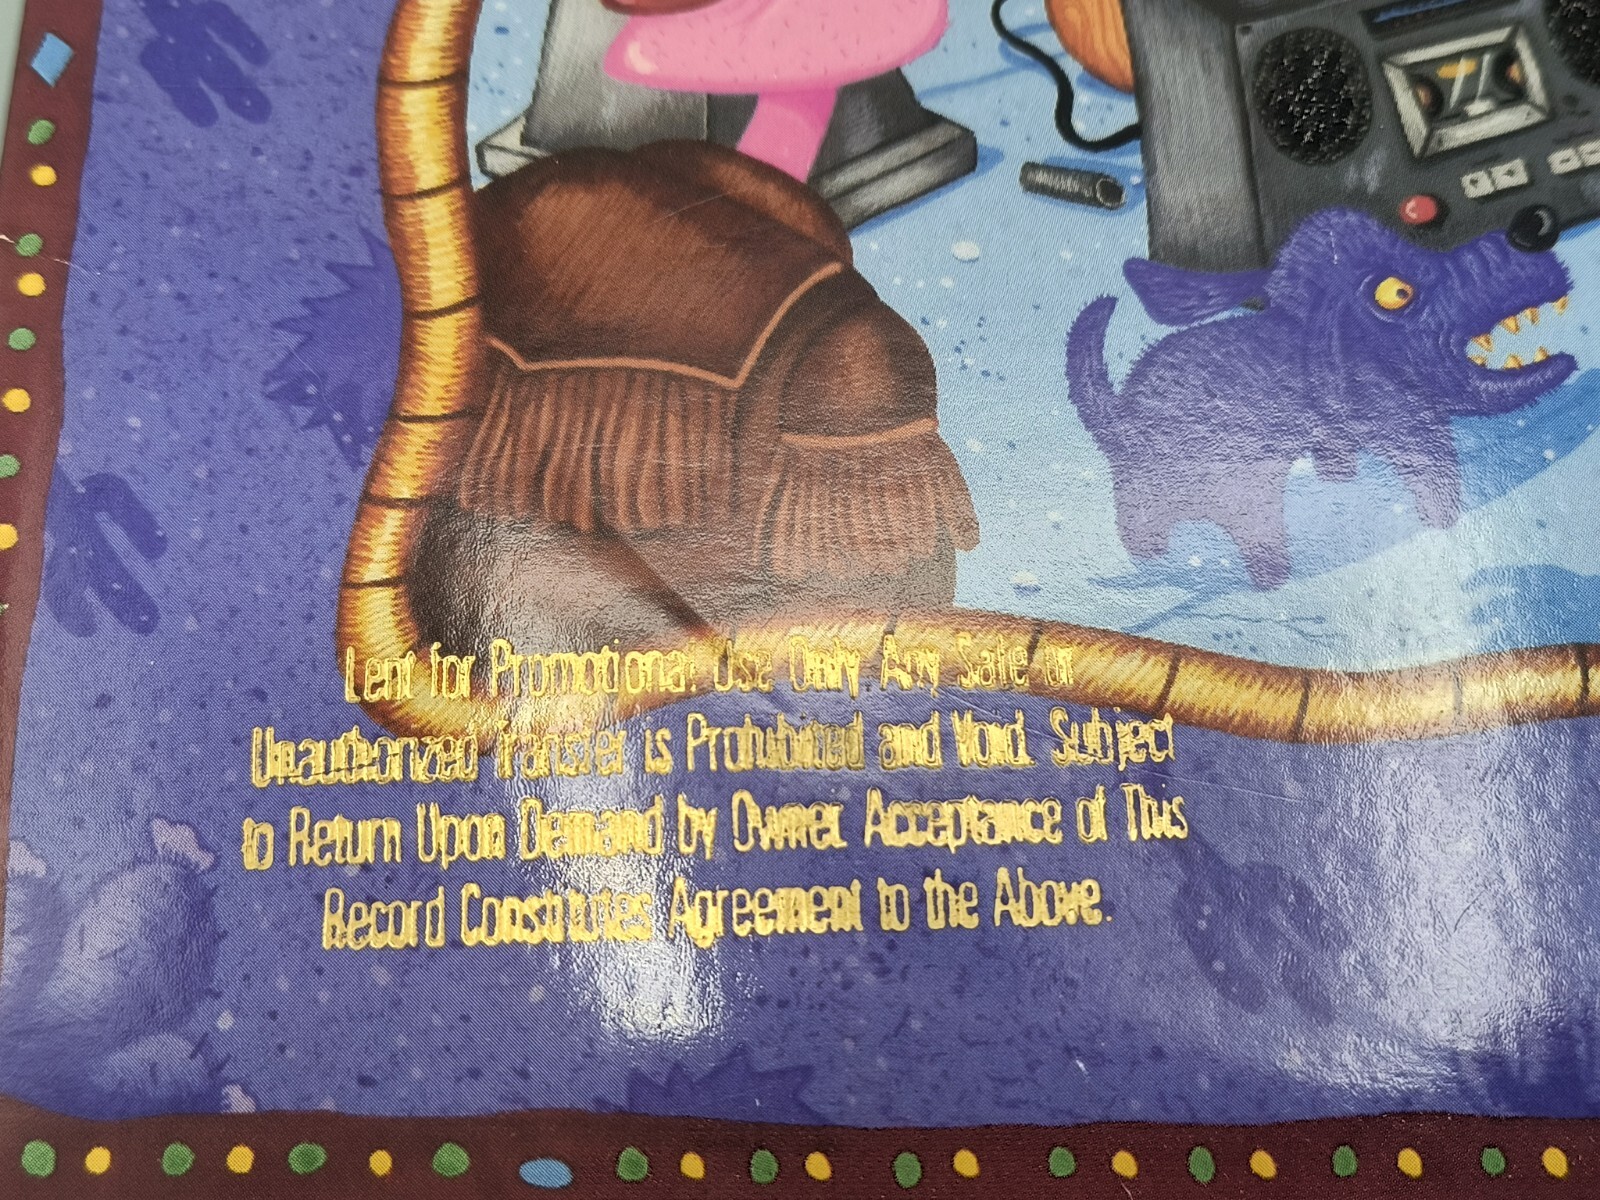 Lent for Promotional Use Only Any Sale or
Unauthorized Transfer is Prohibited and Void. Subject
to Return Upon Demand by Owner. Acceptance of This
Record Constitutes Agreement to the Above.